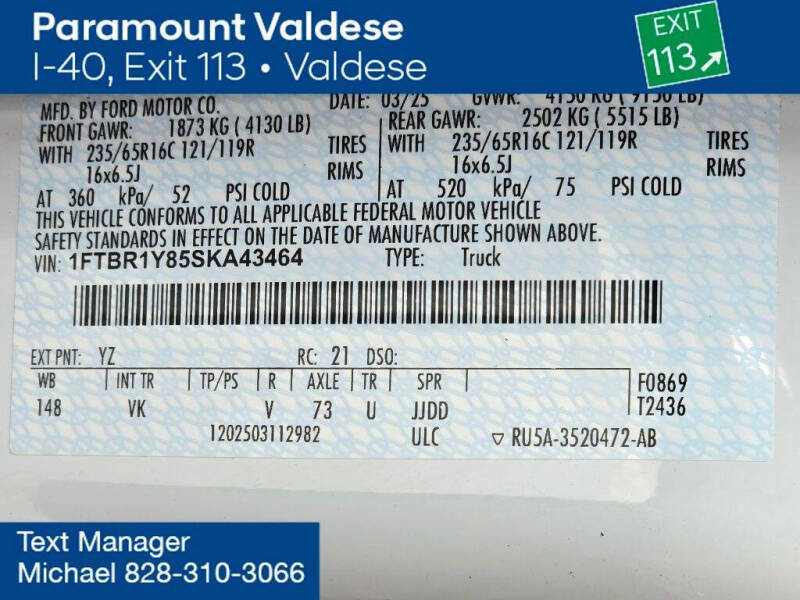 Paramount Valdese
I-40, Exit 113 • Valdese
EXIT
113
MFD. BY FORD MOTOR CO.
DATE: 03/25 GVWR: 4150 KG ( 9150 LB)
FRONT GAWR: 1873 KG ( 4130 LB)
REAR GAWR: 2502 KG ( 5515 LB)
WITH 235/65R16C 121/119R TIRES
WITH 235/65R16C 121/119R TIRES
16x6.5J RIMS
16x6.5J RIMS
AT 360 kPa/ 52 PSI COLD
AT 520 kPa/ 75 PSI COLD
THIS VEHICLE CONFORMS TO ALL APPLICABLE FEDERAL MOTOR VEHICLE
SAFETY STANDARDS IN EFFECT ON THE DATE OF MANUFACTURE SHOWN ABOVE.
VIN: 1FTBR1Y85SKA43464 TYPE: Truck
EXT PNT: YZ RC: 21 DSO:
WB INT TR TP/PS R AXLE TR SPR F0869
148 VK V 73 U JJDD T2436
1202503112982 ULC ▽ RU5A-3520472-AB
Text Manager
Michael 828-310-3066